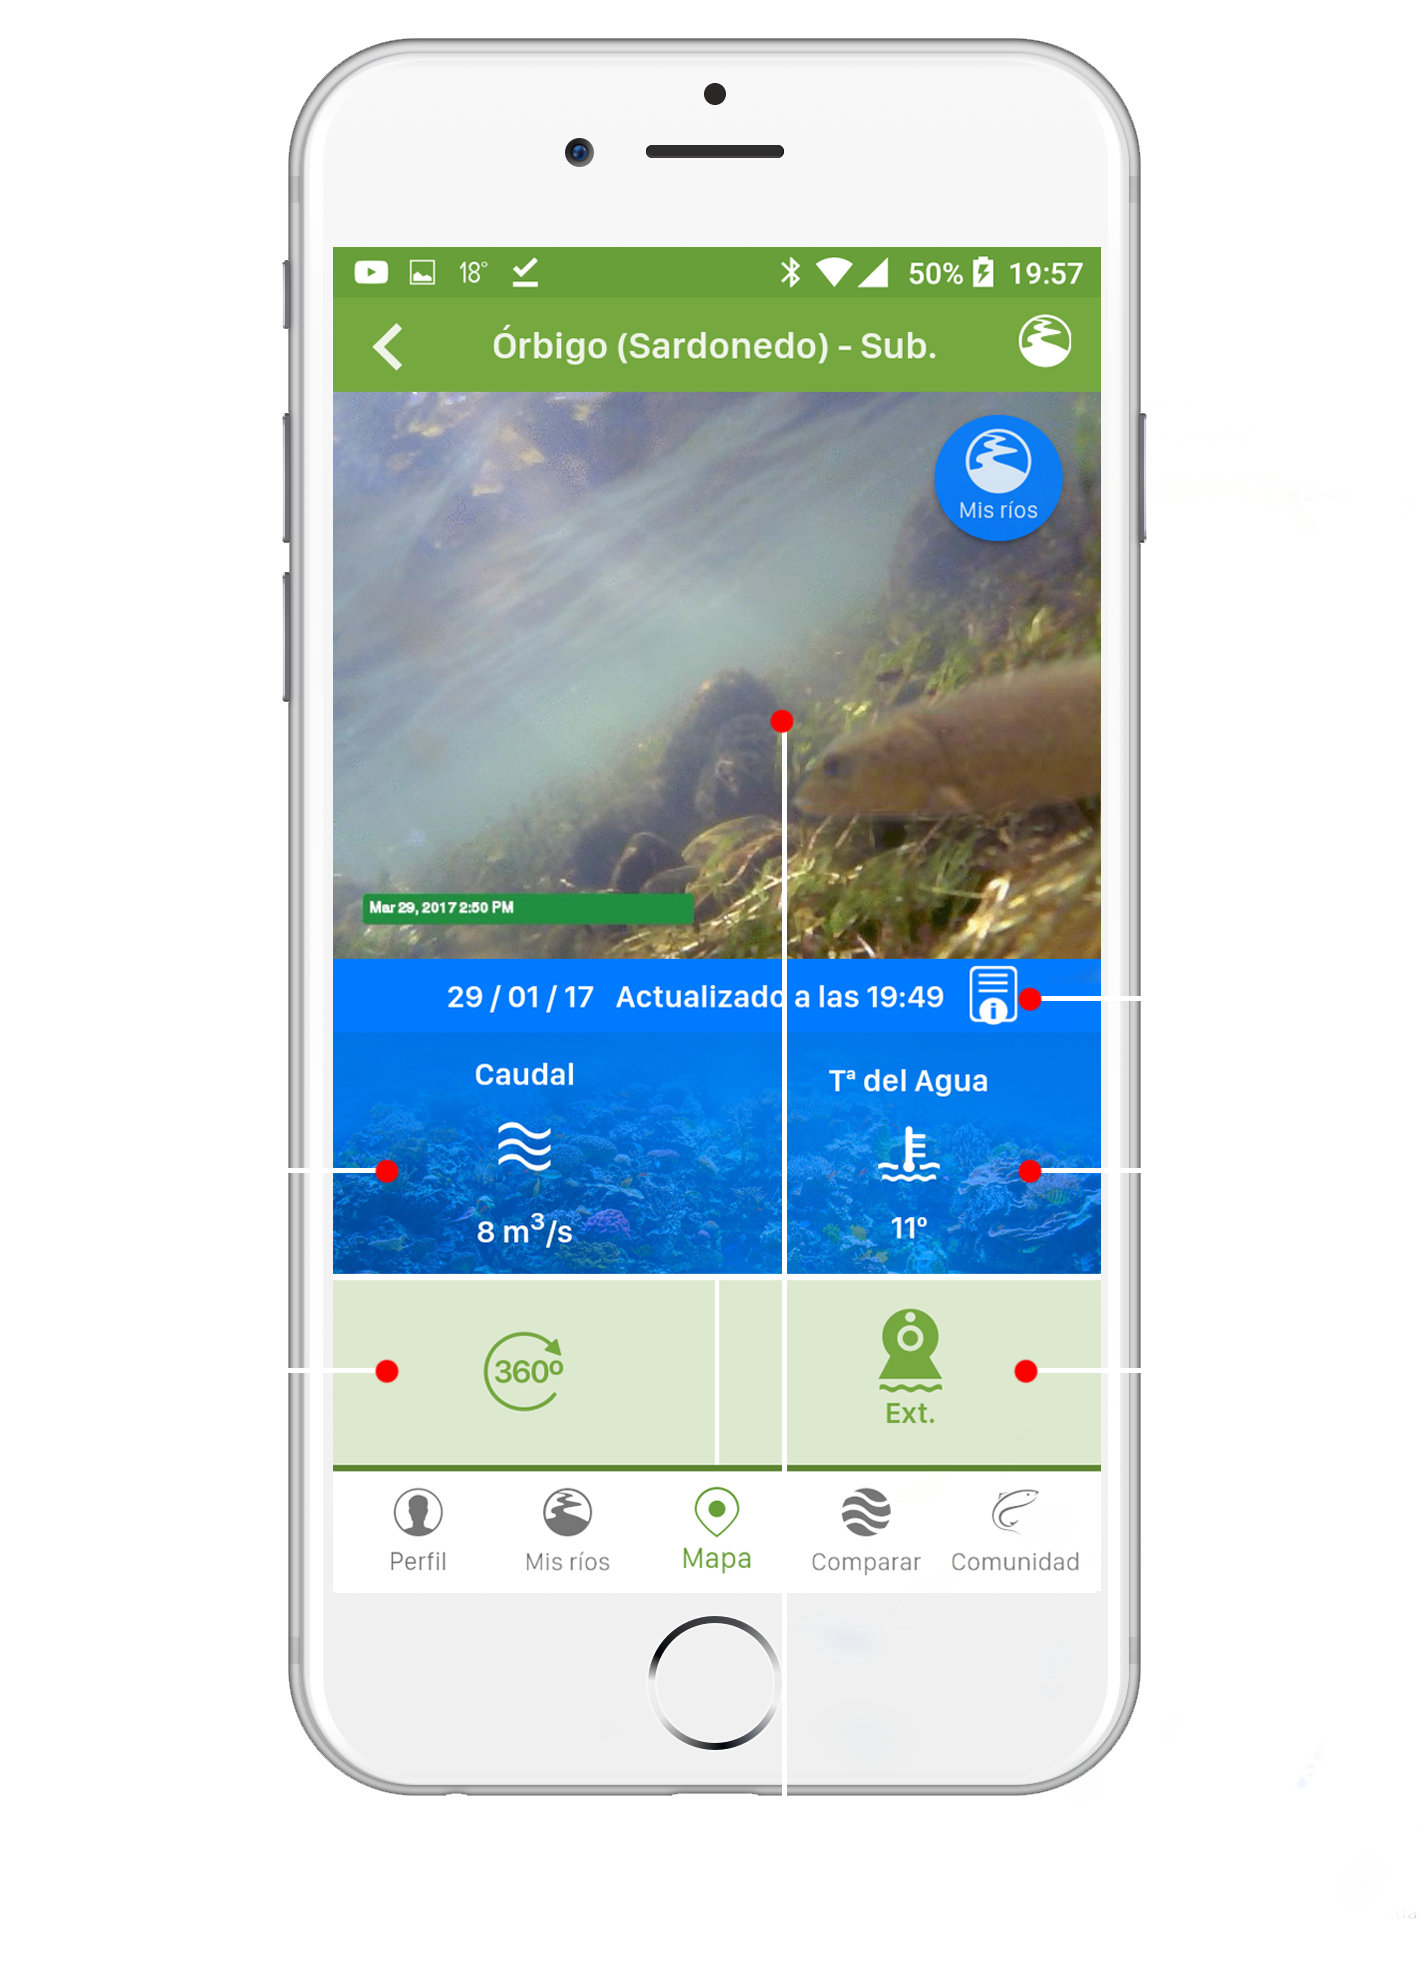 18° 50% 19:57
Órbigo (Sardonedo) - Sub.
Mis ríos
Mar 29, 2017 2:50 PM
29 / 01 / 17 Actualizado a las 19:49
Caudal
Tª del Agua
8 m³/s
11º
360º
Ext.
Perfil Mis ríos Mapa Comparar Comunidad